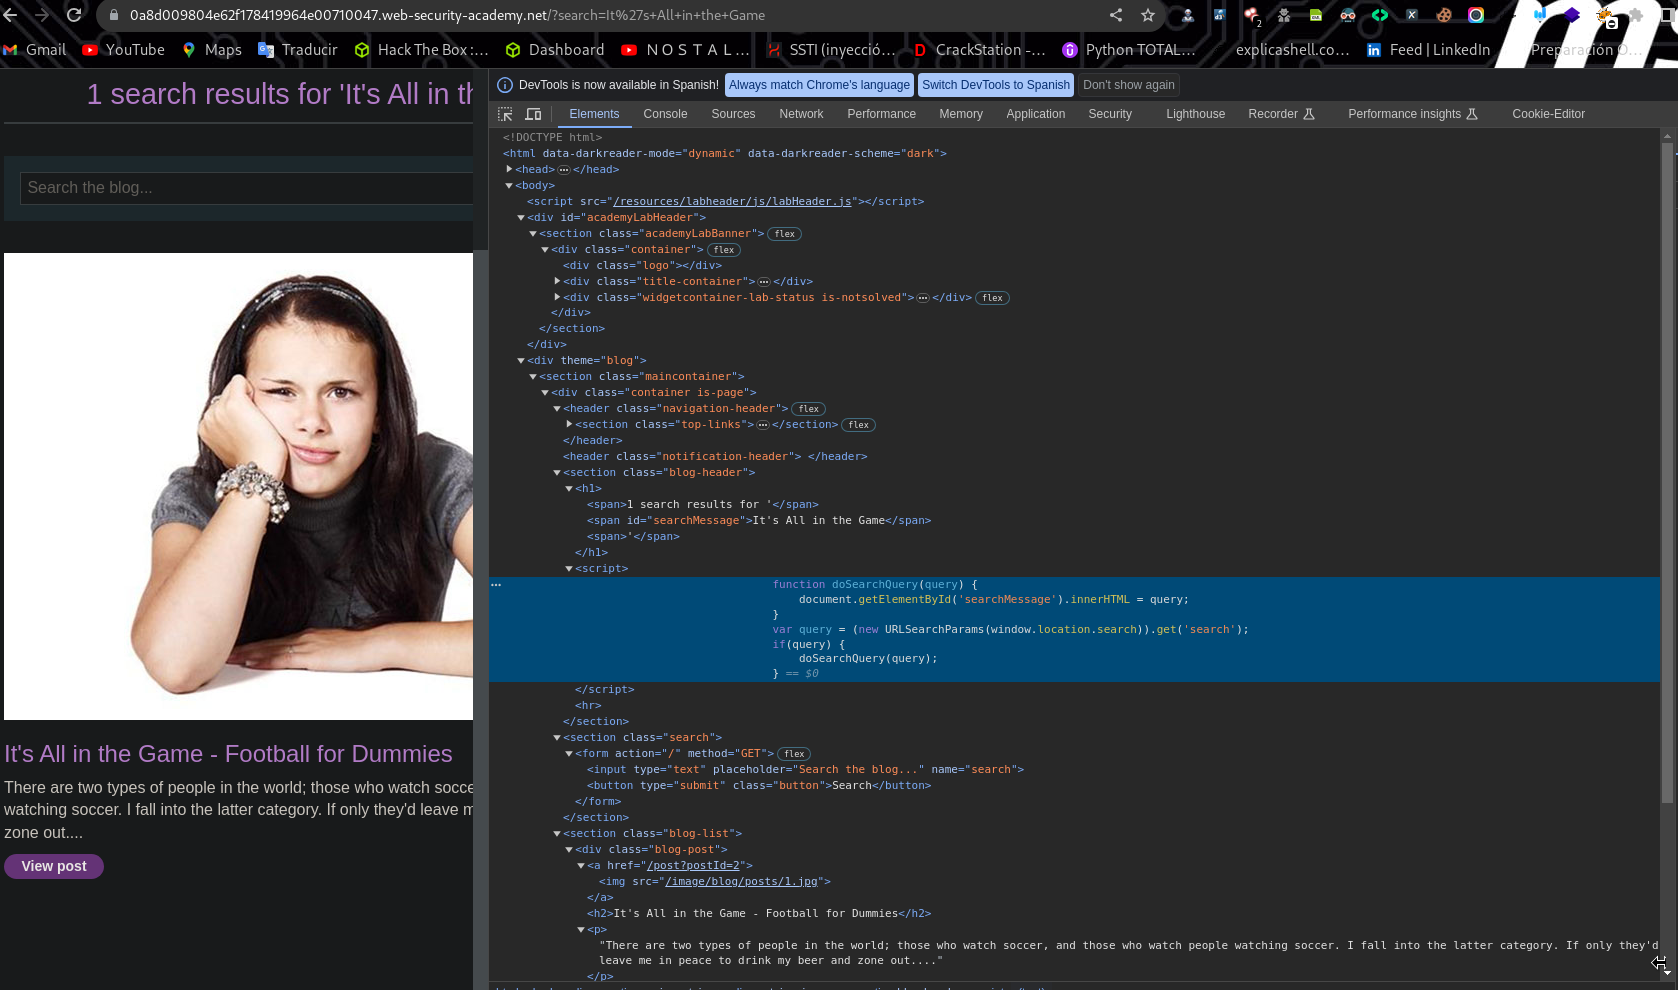 0a8d009804e62f178419964e00710047.web-security-academy.net/?search=It%27s+All+in+the+Game
Gmail YouTube Maps Traducir Hack The Box :... Dashboard N O S T A L ... SSTI (inyecció... CrackStation -... Python TOTAL... explicashell.co... Feed | LinkedIn Preparación O...
1 search results for 'It's All in th
Search the blog...
It's All in the Game - Football for Dummies
There are two types of people in the world; those who watch socce
watching soccer. I fall into the latter category. If only they'd leave m
zone out....
View post
DevTools is now available in Spanish! Always match Chrome's language Switch DevTools to Spanish Don't show again
Elements Console Sources Network Performance Memory Application Security Lighthouse Recorder Performance insights Cookie-Editor
<!DOCTYPE html>
<html data-darkreader-mode="dynamic" data-darkreader-scheme="dark">
<head>…</head>
<body>
<script src="/resources/labheader/js/labHeader.js"></script>
<div id="academyLabHeader">
<section class="academyLabBanner"> flex
<div class="container"> flex
<div class="logo"></div>
<div class="title-container">…</div>
<div class="widgetcontainer-lab-status is-notsolved">…</div> flex
</div>
</section>
</div>
<div theme="blog">
<section class="maincontainer">
<div class="container is-page">
<header class="navigation-header"> flex
<section class="top-links">…</section> flex
</header>
<header class="notification-header"> </header>
<section class="blog-header">
<h1>
<span>1 search results for '</span>
<span id="searchMessage">It's All in the Game</span>
<span>'</span>
</h1>
<script>
function doSearchQuery(query) {
document.getElementById('searchMessage').innerHTML = query;
}
var query = (new URLSearchParams(window.location.search)).get('search');
if(query) {
doSearchQuery(query);
} == $0
</script>
<hr>
</section>
<section class="search">
<form action="/" method="GET"> flex
<input type="text" placeholder="Search the blog..." name="search">
<button type="submit" class="button">Search</button>
</form>
</section>
<section class="blog-list">
<div class="blog-post">
<a href="/post?postId=2">
<img src="/image/blog/posts/1.jpg">
</a>
<h2>It's All in the Game - Football for Dummies</h2>
<p>
"There are two types of people in the world; those who watch soccer, and those who watch people watching soccer. I fall into the latter category. If only they'd
leave me in peace to drink my beer and zone out...."
</p>